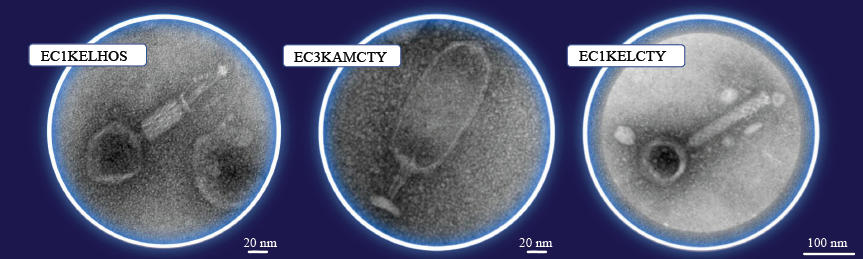 EC1KELHOS
EC3KAMCTY
EC1KELCTY
20 nm
20 nm
100 nm